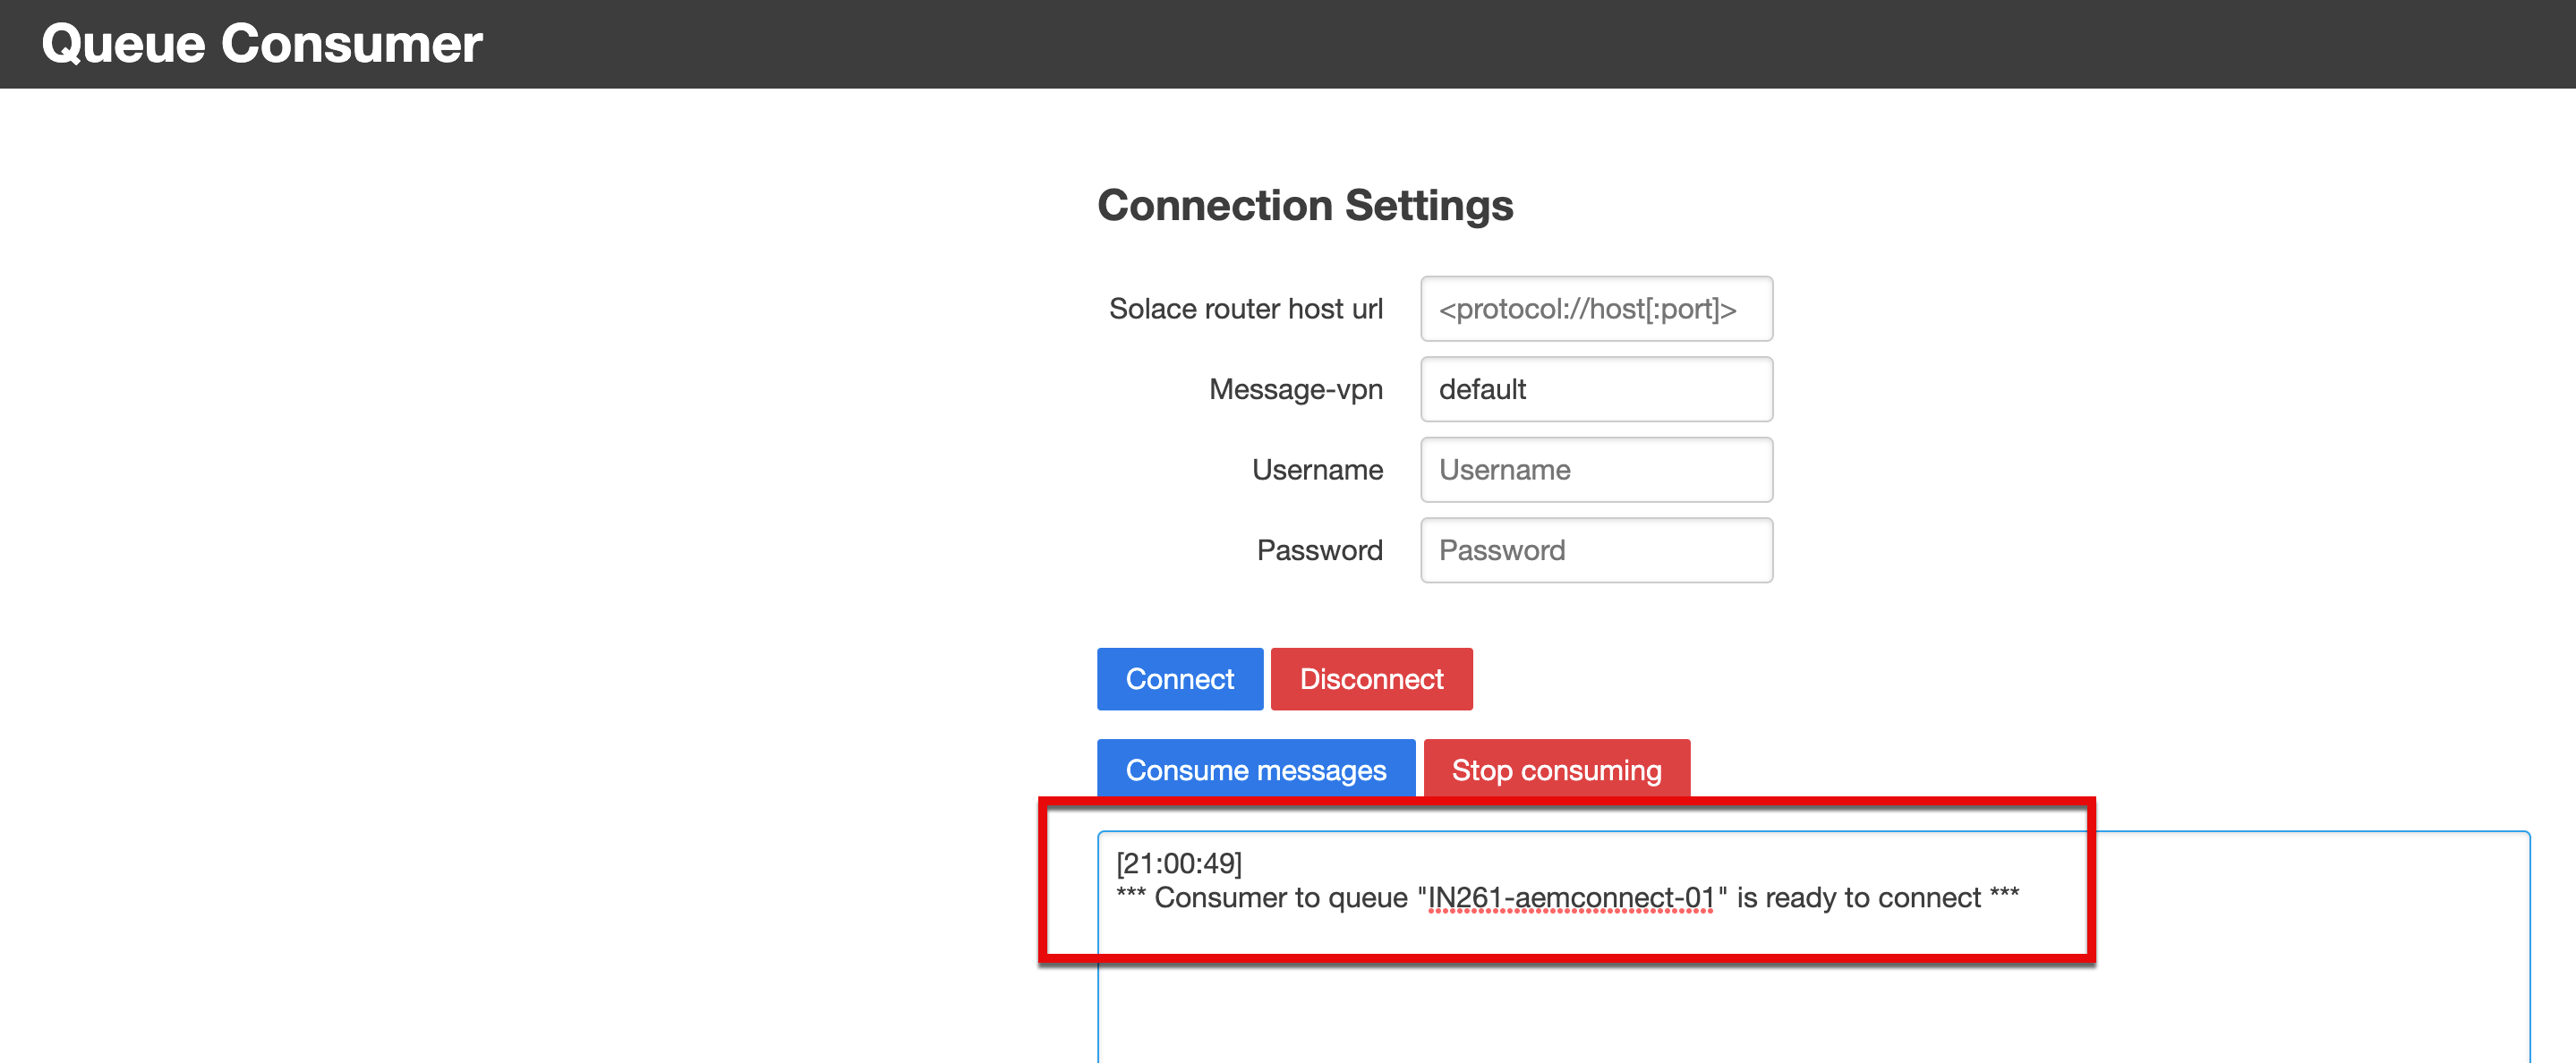 Queue Consumer
Connection Settings
Solace router host url <protocol://host[:port]>
Message-vpn default
Username Username
Password Password
Connect Disconnect
Consume messages Stop consuming
[21:00:49]
*** Consumer to queue "IN261-aemconnect-01" is ready to connect ***